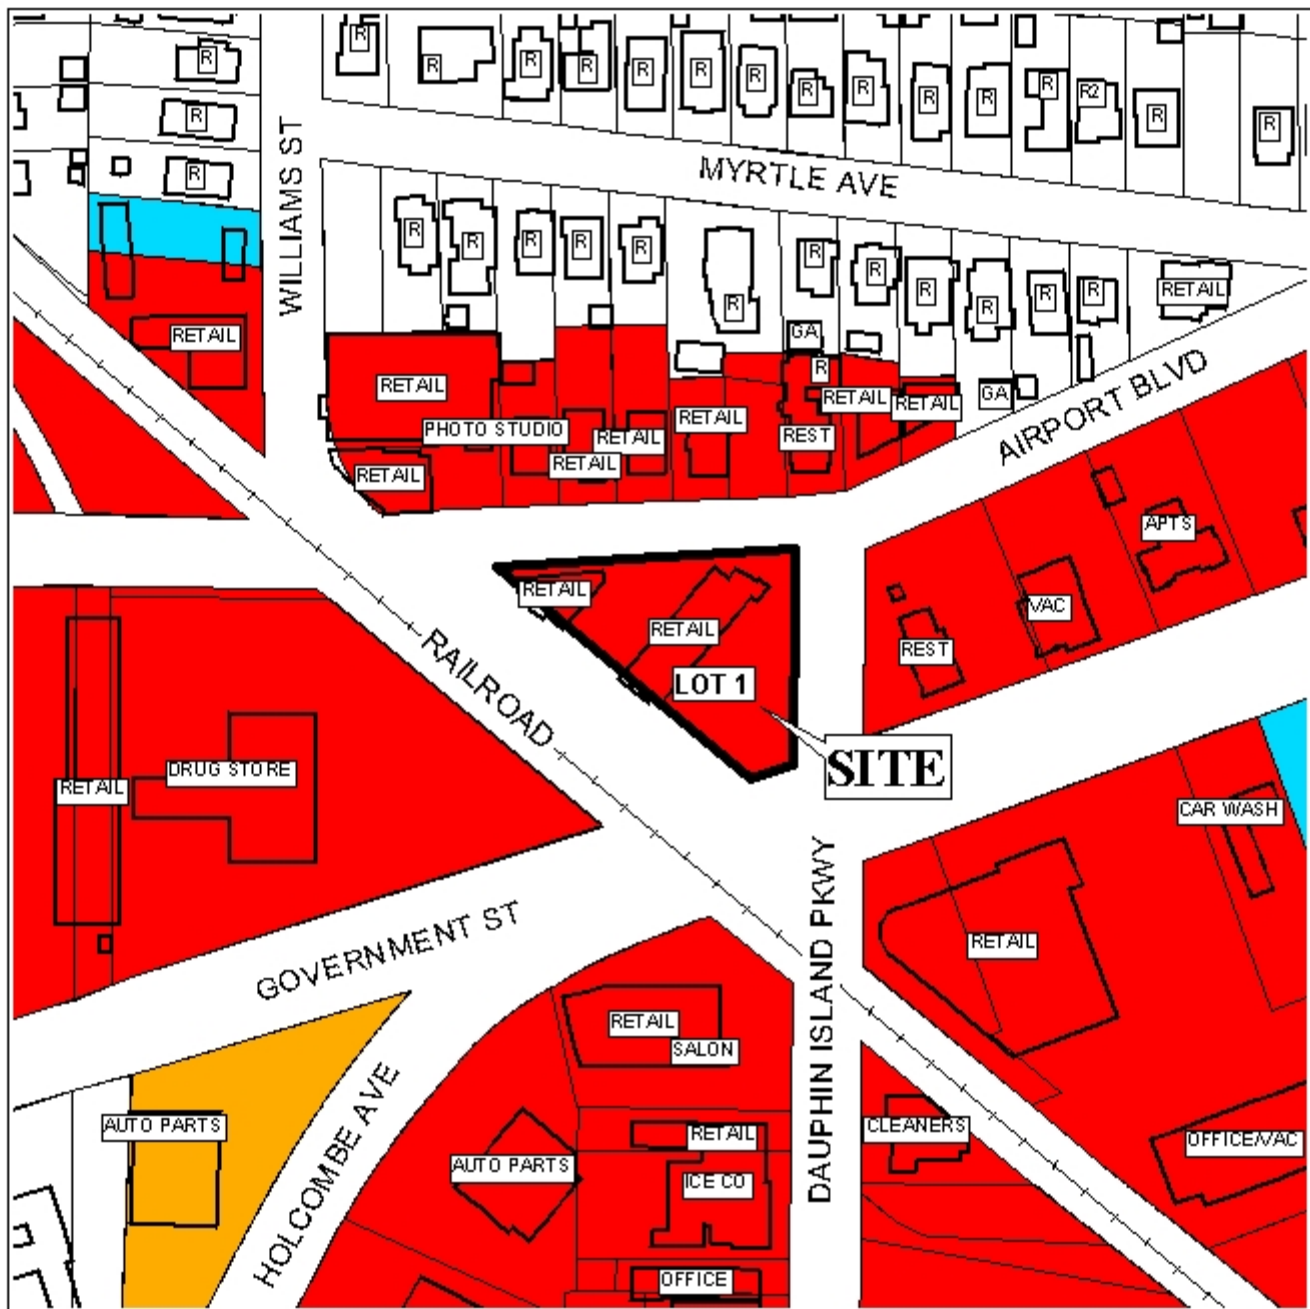 R
R
R
R
R
R
R
R
R
R
R
R
R
R
R2
R
R
R
WILLIAMS ST
MYRTLE AVE
R
R
R
R
R
R
R
R
R
R
R
R
RETAIL
RETAIL
GA
R
RETAIL
RETAIL
RETAIL
GA
AIRPORT BLVD
RETAIL
PHOTO STUDIO
RETAIL
REST
RETAIL
RETAIL
APTS
RETAIL
VAC
RETAIL
REST
RAILROAD
LOT 1
SITE
DRUG STORE
RETAIL
CAR WASH
GOVERNMENT ST
DAUPHIN ISLAND PKWY
RETAIL
RETAIL
SALON
HOLCOMBE AVE
AUTO PARTS
CLEANERS
RETAIL
OFFICE/VAC
AUTO PARTS
ICE CO
OFFICE